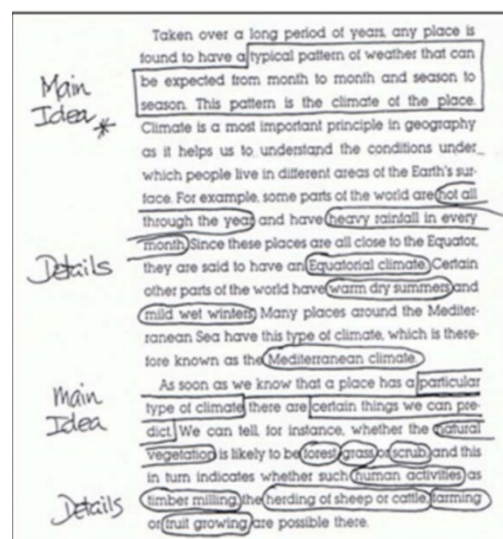 Taken over a long period of years, any place is
found to have a typical pattern of weather that can
Main
be expected from month to month and season to
Idea *
season. This pattern is the climate of the place.
Climate is a most important principle in geography
as it helps us to understand the conditions under
which people live in different areas of the Earth's sur-
face. For example, some parts of the world are hot all
through the year and have heavy rainfall in every
month. Since these places are all close to the Equator,
Details
they are said to have an Equatorial climate. Certain
other parts of the world have warm dry summers and
mild wet winters. Many places around the Mediter-
ranean Sea have this type of climate, which is there-
fore known as the Mediterranean climate.
As soon as we know that a place has a particular
Main
type of climate, there are certain things we can pre-
Idea
dict. We can tell, for instance, whether the natural
vegetation is likely to be forest, grass or scrub and this
in turn indicates whether such human activities as
Details
timber milling, the herding of sheep or cattle, farming
or fruit growing are possible there.